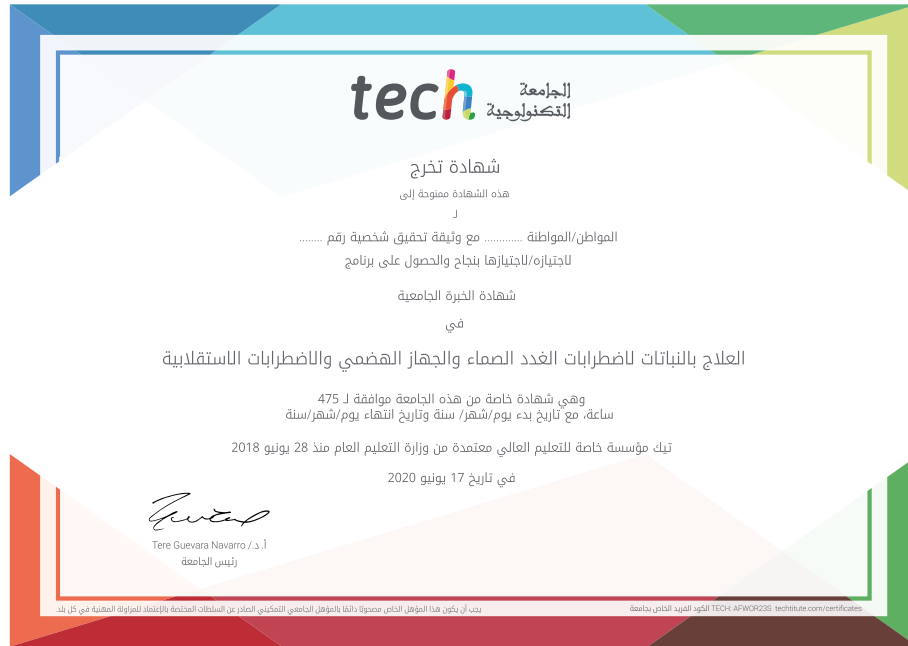 tech
الجامعة
التكنولوجية
شهادة تخرج
هذه الشهادة ممنوحة إلى
لـ
المواطن/المواطنة ............. مع وثيقة تحقيق شخصية رقم ........
لاجتيازه/لاجتيازها بنجاح والحصول على برنامج
شهادة الخبرة الجامعية
في
العلاج بالنباتات لاضطرابات الغدد الصماء والجهاز الهضمي والاضطرابات الاستقلابية
وهي شهادة خاصة من هذه الجامعة موافقة لـ 475
ساعة، مع تاريخ بدء يوم/شهر/ سنة وتاريخ انتهاء يوم/شهر/سنة
تيك مؤسسة خاصة للتعليم العالي معتمدة من وزارة التعليم العام منذ 28 يونيو 2018
في تاريخ 17 يونيو 2020
أ. د./ Tere Guevara Navarro
رئيس الجامعة
يجب أن يكون هذا المؤهل الخاص مصحوبًا دائمًا بالمؤهل الجامعي التمكيني الصادر عن السلطات المختصة بالإعتماد للمزاولة المهنية في كل بلد.
الكود الفريد الخاص بجامعة TECH: AFWOR23S techtitute.com/certificates